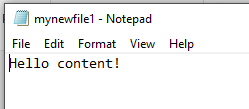 mynewfile1 - Notepad
File Edit Format View Help
Hello content!